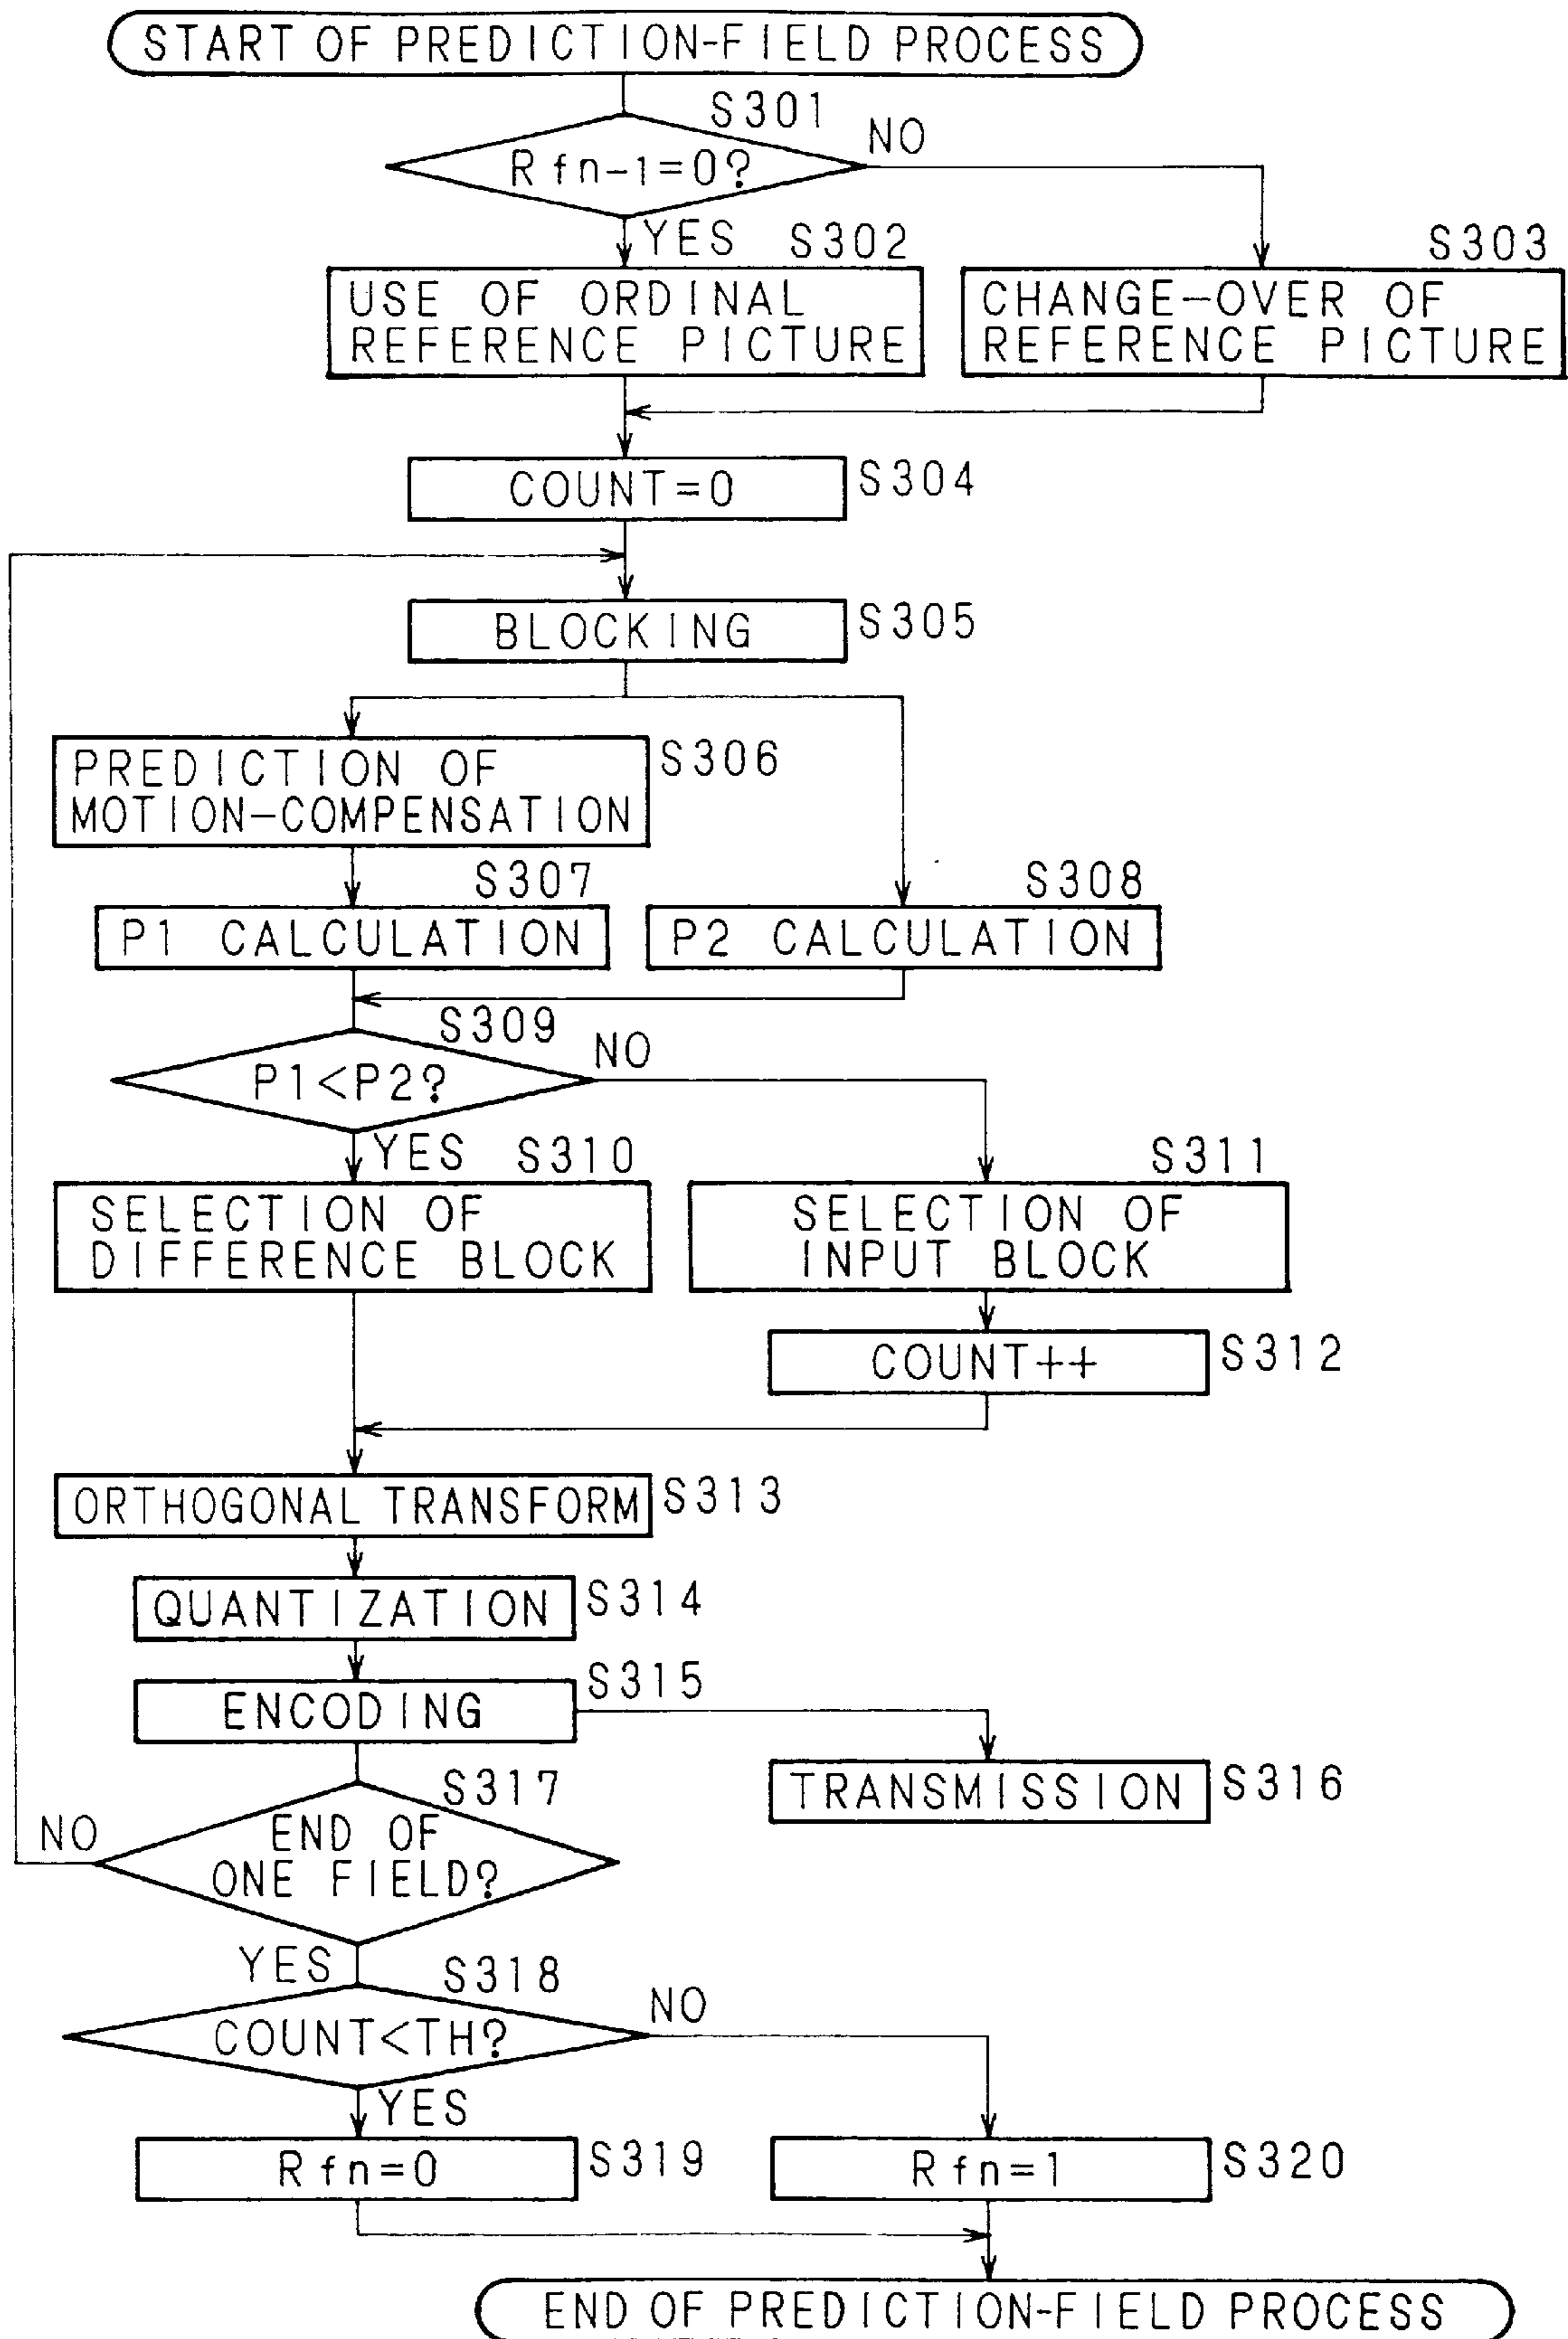 START OF PREDICTION-FIELD PROCESS
S301
Rfn-1=0?
NO
YES
S302
USE OF ORDINAL
REFERENCE PICTURE
S303
CHANGE-OVER OF
REFERENCE PICTURE
COUNT=0
S304
BLOCKING
S305
PREDICTION OF
MOTION-COMPENSATION
S306
S307
P1 CALCULATION
S308
P2 CALCULATION
S309
P1<P2?
NO
YES
S310
SELECTION OF
DIFFERENCE BLOCK
S311
SELECTION OF
INPUT BLOCK
COUNT++
S312
ORTHOGONAL TRANSFORM
S313
QUANTIZATION
S314
ENCODING
S315
TRANSMISSION
S316
S317
END OF
ONE FIELD?
NO
YES
S318
COUNT<TH?
NO
YES
Rfn=0
S319
Rfn=1
S320
END OF PREDICTION-FIELD PROCESS